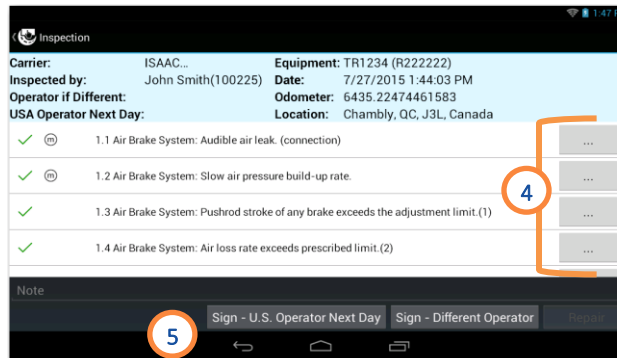 1:47 P
Inspection
Carrier: ISAAC... Equipment: TR1234 (R222222)
Inspected by: John Smith(100225) Date: 7/27/2015 1:44:03 PM
Operator if Different: Odometer: 6435.22474461583
USA Operator Next Day: Location: Chambly, QC, J3L, Canada
m 1.1 Air Brake System: Audible air leak. (connection) ...
m 1.2 Air Brake System: Slow air pressure build-up rate. ...
4
1.3 Air Brake System: Pushrod stroke of any brake exceeds the adjustment limit.(1) ...
1.4 Air Brake System: Air loss rate exceeds prescribed limit.(2) ...
Note
Sign - U.S. Operator Next Day Sign - Different Operator Repair
5